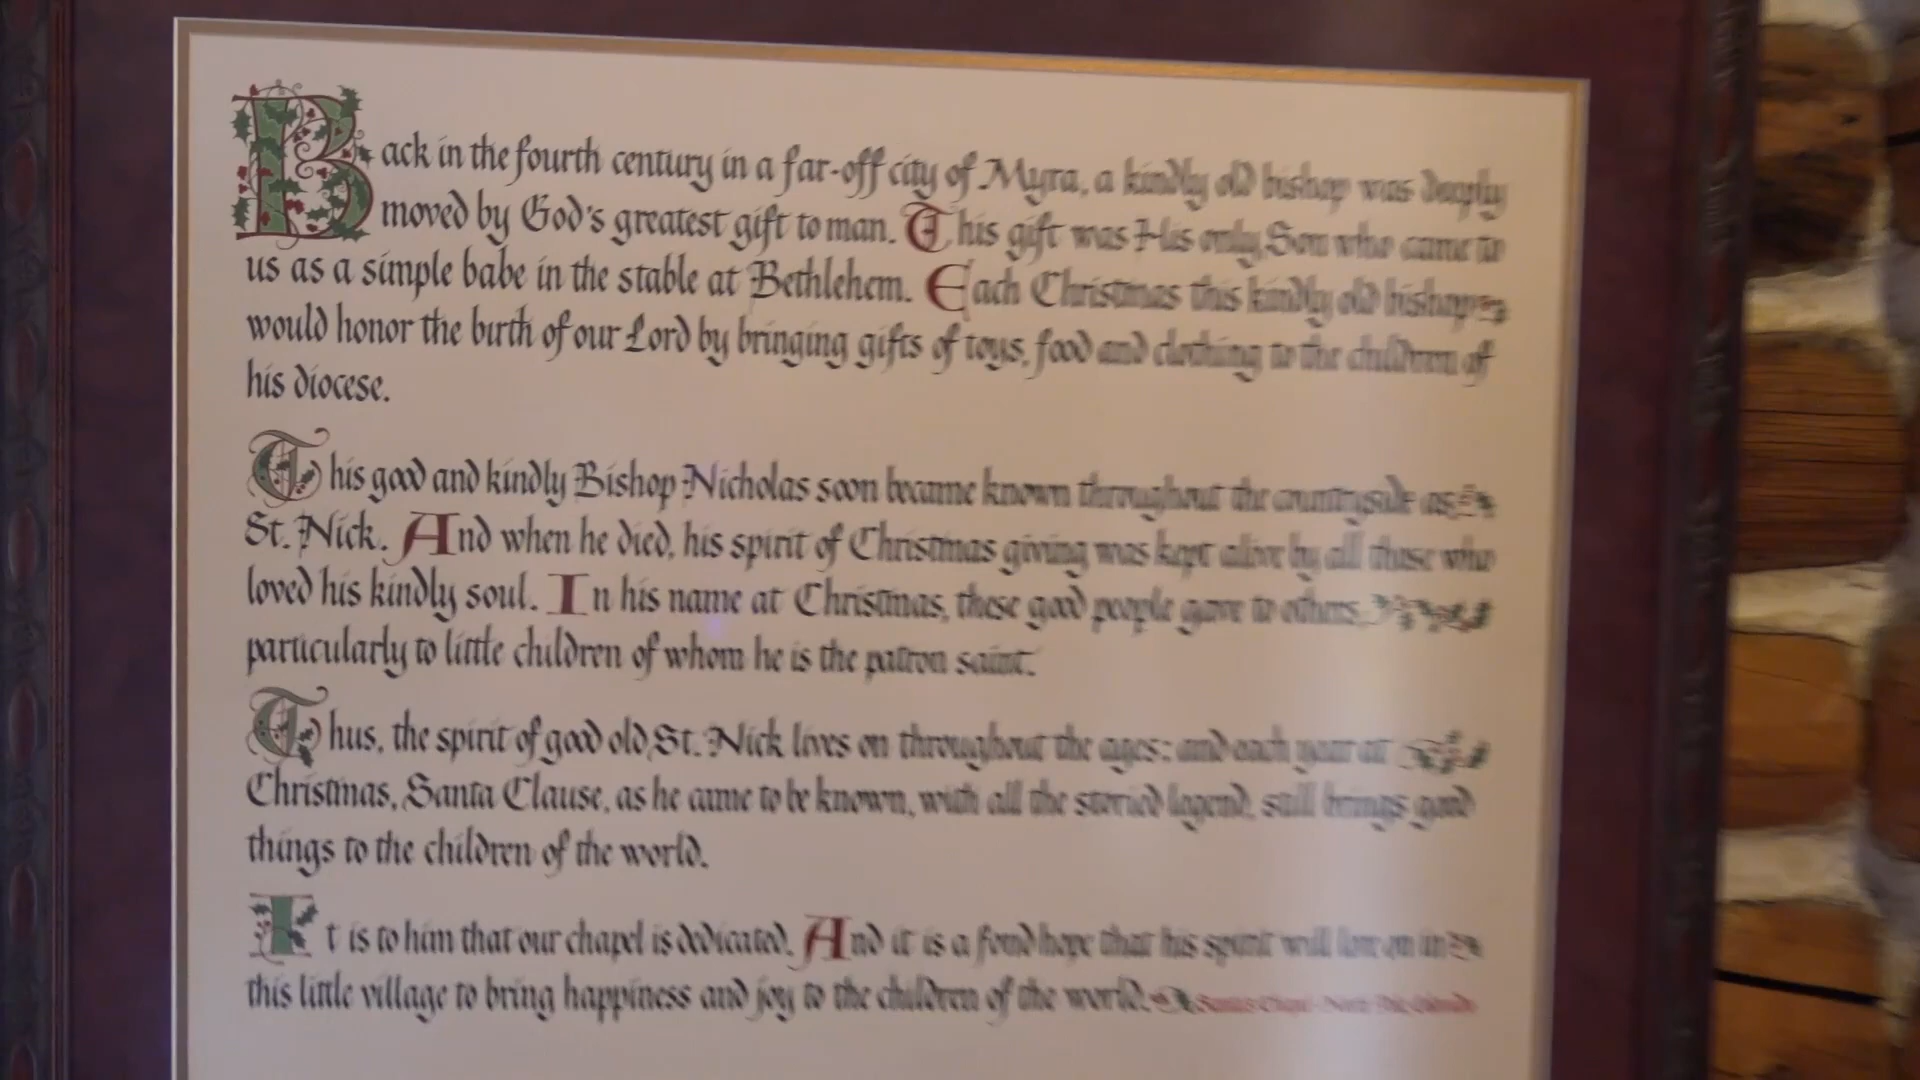 Back in the fourth century in a far-off city of Myra, a kindly old bishop was deeply
moved by God's greatest gift to man. This gift was His only Son who came to
us as a simple babe in the stable at Bethlehem. Each Christmas this kindly old bishop
would honor the birth of our Lord by bringing gifts of toys, food and clothing to the children of
his diocese.
This good and kindly Bishop Nicholas soon became known throughout the countryside as
St. Nick. And when he died, his spirit of Christmas giving was kept alive by all those who
loved his kindly soul. In his name at Christmas, these good people gave to others,
particularly to little children of whom he is the patron saint.
Thus, the spirit of good old St. Nick lives on throughout the ages: and each year at
Christmas, Santa Clause, as he came to be known, with all the storied legend, still brings good
things to the children of the world.
It is to him that our chapel is dedicated. And it is a fond hope that his spirit will live on in
this little village to bring happiness and joy to the children of the world. Santa's Chapel North Pole, Colorado